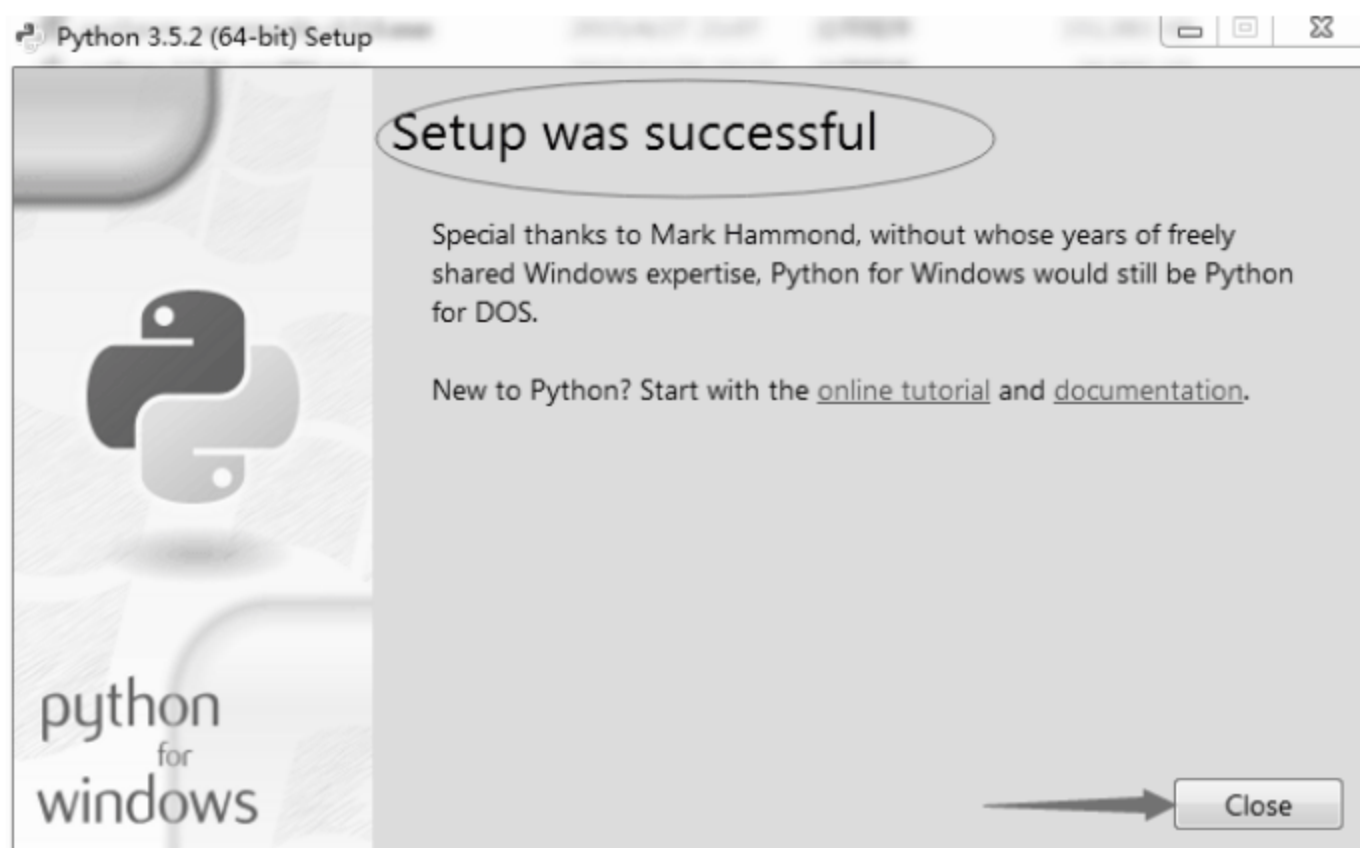 Python 3.5.2 (64-bit) Setup
Setup was successful
Special thanks to Mark Hammond, without whose years of freely
shared Windows expertise, Python for Windows would still be Python
for DOS.
New to Python? Start with the online tutorial and documentation.
python
for
windows
Close